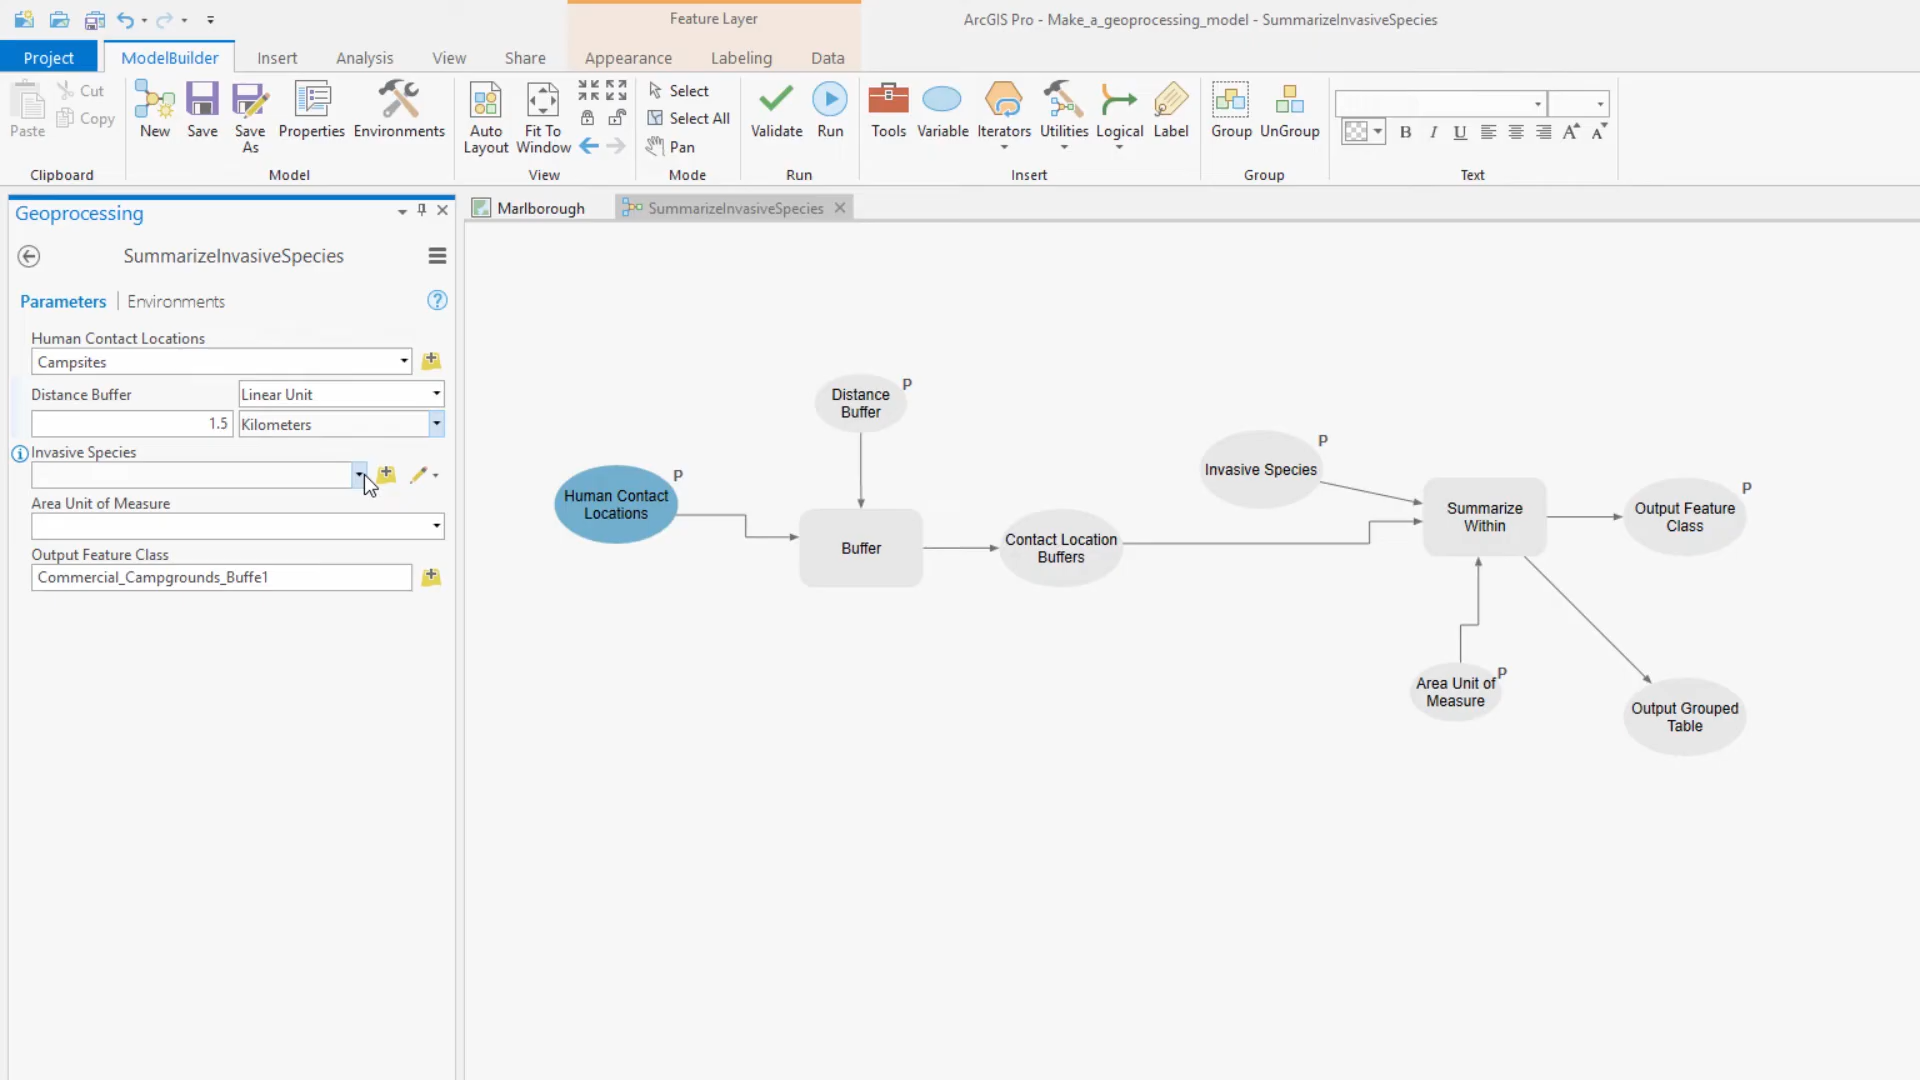 Feature Layer
ArcGIS Pro - Make_a_geoprocessing_model - SummarizeInvasiveSpecies
Project
ModelBuilder
Insert
Analysis
View
Share
Appearance
Labeling
Data
Paste
Cut
Copy
Clipboard
New
Save
Save
As
Properties
Environments
Model
Auto
Layout
Fit To
Window
View
Select
Select All
Pan
Mode
Validate
Run
Run
Tools
Variable
Iterators
Utilities
Logical
Label
Insert
Group
UnGroup
Group
B
I
U
A
A
Text
Geoprocessing
SummarizeInvasiveSpecies
Parameters
Environments
?
Human Contact Locations
Campsites
Distance Buffer
Linear Unit
1.5
Kilometers
Invasive Species
Area Unit of Measure
Output Feature Class
Commercial_Campgrounds_Buffe1
Marlborough
SummarizeInvasiveSpecies
Distance
Buffer
P
Human Contact
Locations
P
Buffer
Contact Location
Buffers
Invasive Species
P
Summarize
Within
Output Feature
Class
P
Area Unit of
Measure
P
Output Grouped
Table